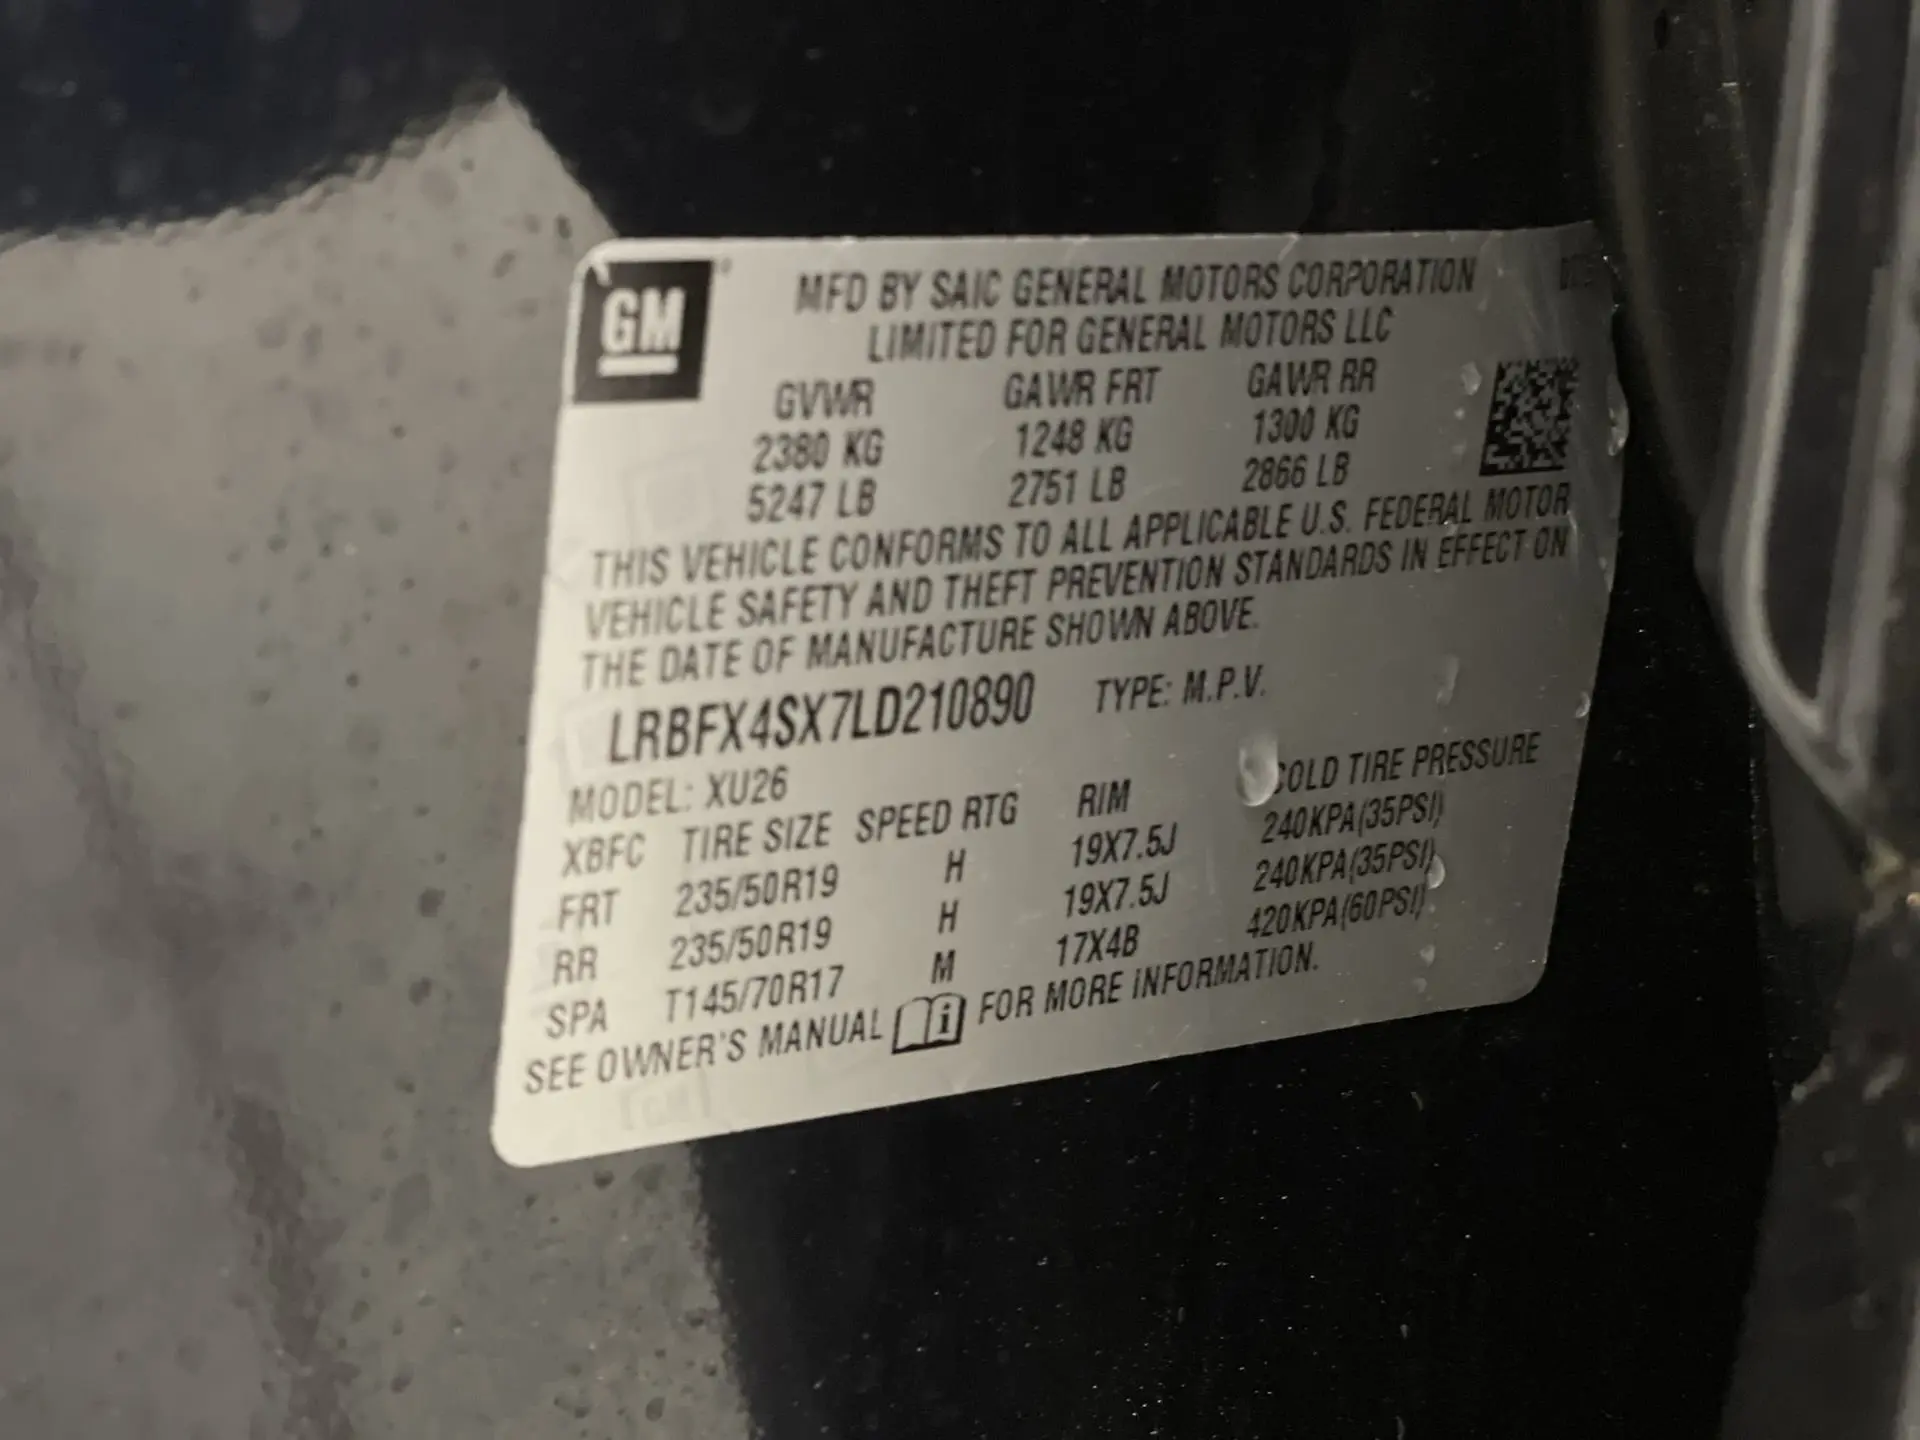 GM
MFD BY SAIC GENERAL MOTORS CORPORATION
LIMITED FOR GENERAL MOTORS LLC
GVWR GAWR FRT GAWR RR
2380 KG 1248 KG 1300 KG
5247 LB 2751 LB 2866 LB
THIS VEHICLE CONFORMS TO ALL APPLICABLE U.S. FEDERAL MOTOR
VEHICLE SAFETY AND THEFT PREVENTION STANDARDS IN EFFECT ON
THE DATE OF MANUFACTURE SHOWN ABOVE.
LRBFX4SX7LD210890 TYPE: M.P.V.
MODEL: XU26
XBFC TIRE SIZE SPEED RTG RIM COLD TIRE PRESSURE
FRT 235/50R19 H 19X7.5J 240KPA(35PSI)
RR 235/50R19 H 19X7.5J 240KPA(35PSI)
SPA T145/70R17 M 17X4B 420KPA(60PSI)
SEE OWNER'S MANUAL i FOR MORE INFORMATION.